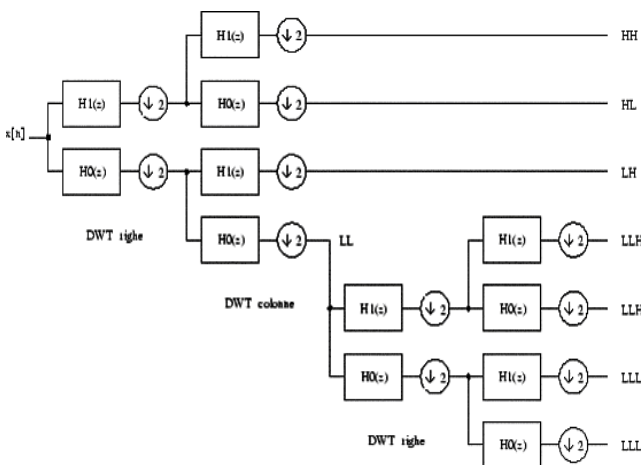 H1(z) ↓ 2 HH
H1(z) ↓ 2 H0(z) ↓ 2 HL
x[n]
H0(z) ↓ 2 H1(z) ↓ 2 LH
DWT righe H0(z) ↓ 2 LL H1(z) ↓ 2 LLH
DWT colonne H1(z) ↓ 2 H0(z) ↓ 2 LLH
H0(z) ↓ 2 H1(z) ↓ 2 LLL
DWT righe H0(z) ↓ 2 LLL